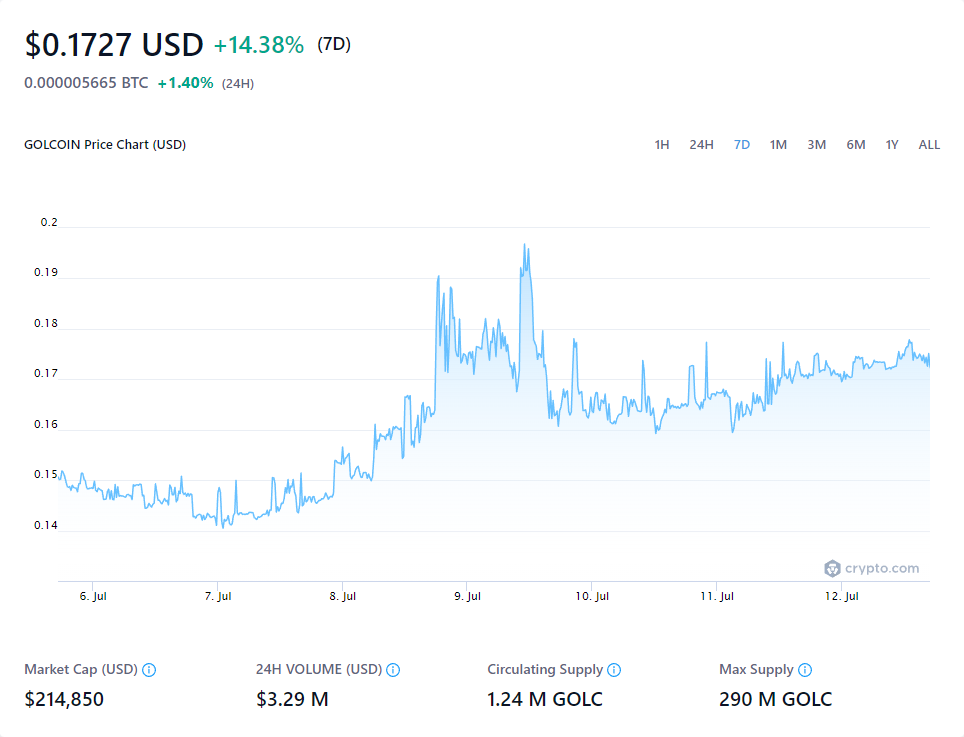 $0.1727 USD +14.38% (7D)
0.000005665 BTC +1.40% (24H)
GOLCOIN Price Chart (USD) 1H 24H 7D 1M 3M 6M 1Y ALL
0.2
0.19
0.18
0.17
0.16
0.15
0.14
crypto.com
6. Jul 7. Jul 8. Jul 9. Jul 10. Jul 11. Jul 12. Jul
Market Cap (USD) 24H VOLUME (USD) Circulating Supply Max Supply
$214,850 $3.29 M 1.24 M GOLC 290 M GOLC